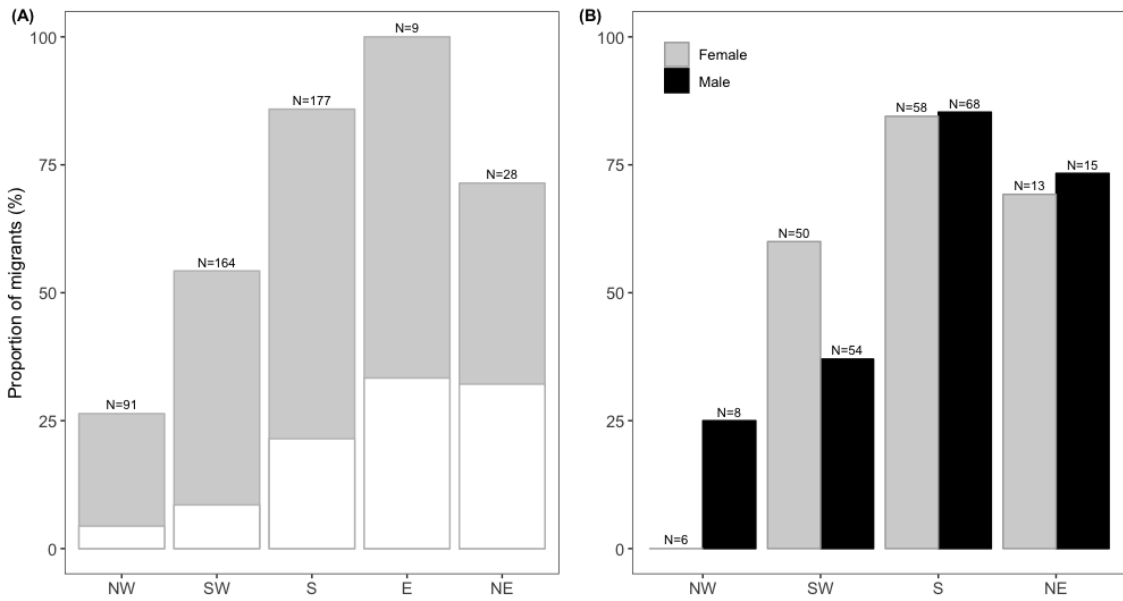 (A)
Proportion of migrants (%)
100
75
50
25
0
N=91
N=164
N=177
N=9
N=28
NW
SW
S
E
NE
(B)
Female
Male
100
75
50
25
0
N=6
N=8
N=50
N=54
N=58
N=68
N=13
N=15
NW
SW
S
NE